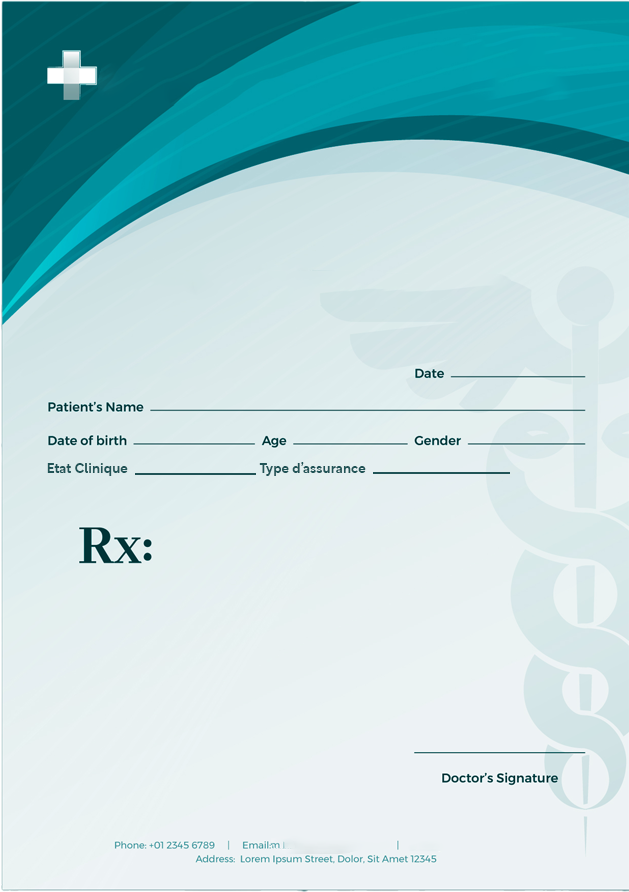 Date
Patient's Name
Date of birth Age Gender
Etat Clinique Type d'assurance
Rx:
Doctor's Signature
Phone: +01 2345 6789 | Email: |
Address: Lorem Ipsum Street, Dolor, Sit Amet 12345